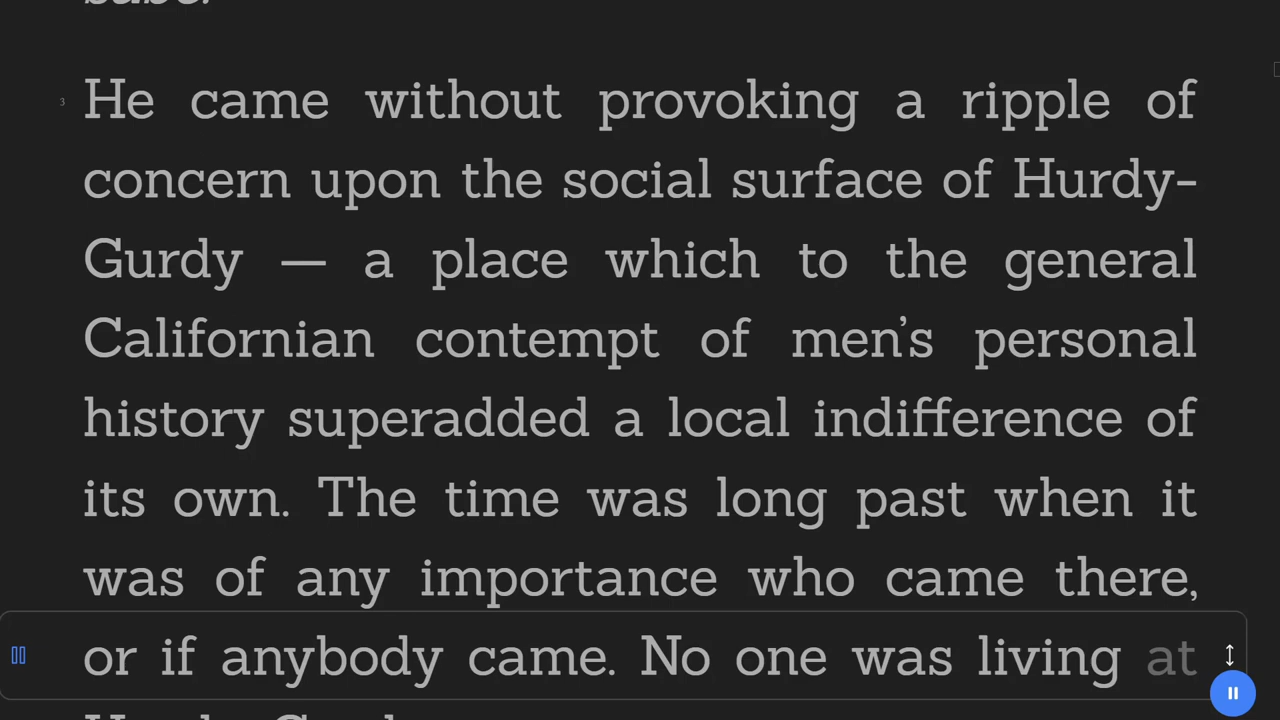 3
He came without provoking a ripple of
concern upon the social surface of Hurdy-
Gurdy — a place which to the general
Californian contempt of men’s personal
history superadded a local indifference of
its own. The time was long past when it
was of any importance who came there,
or if anybody came. No one was living at